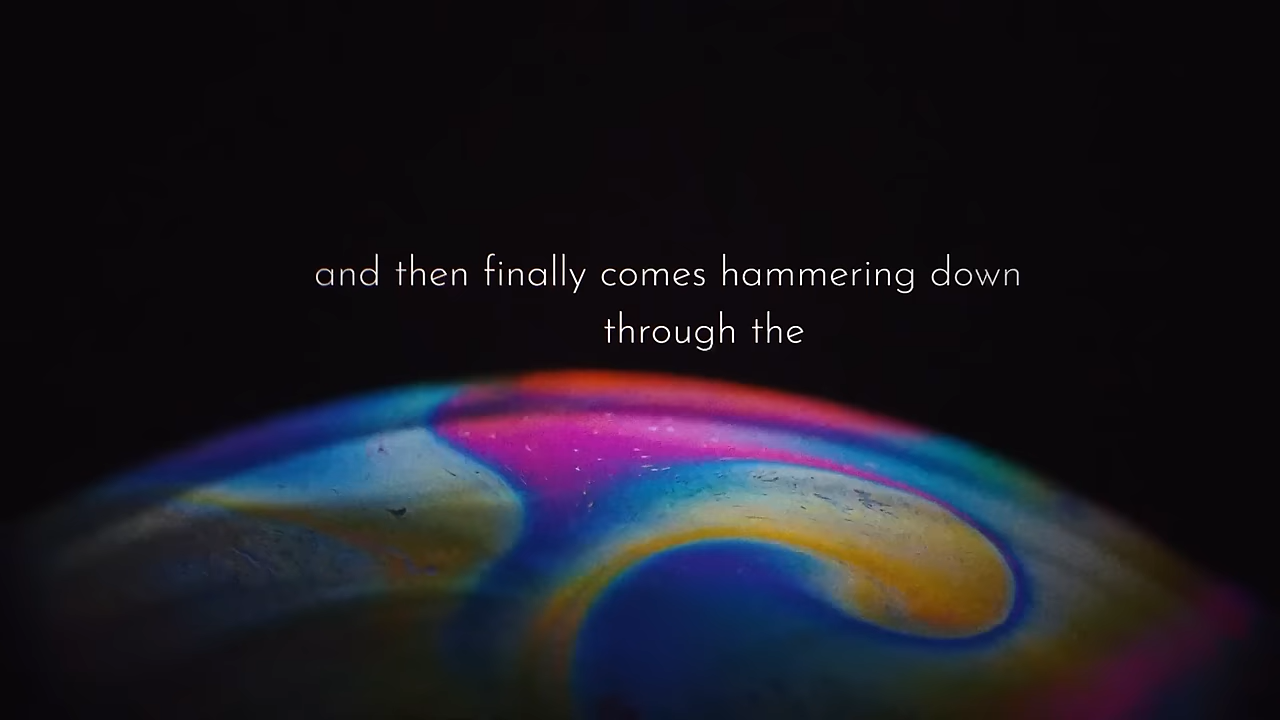 and then finally comes hammering down
through the